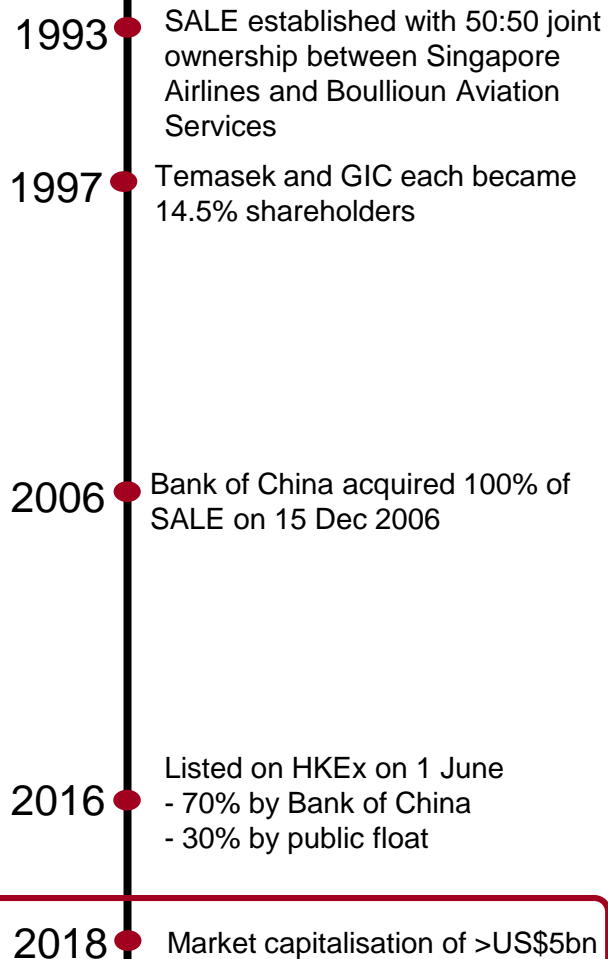 1993
SALE established with 50:50 joint
ownership between Singapore
Airlines and Boullioun Aviation
Services
1997
Temasek and GIC each became
14.5% shareholders
2006
Bank of China acquired 100% of
SALE on 15 Dec 2006
2016
Listed on HKEx on 1 June
- 70% by Bank of China
- 30% by public float
2018
Market capitalisation of >US$5bn